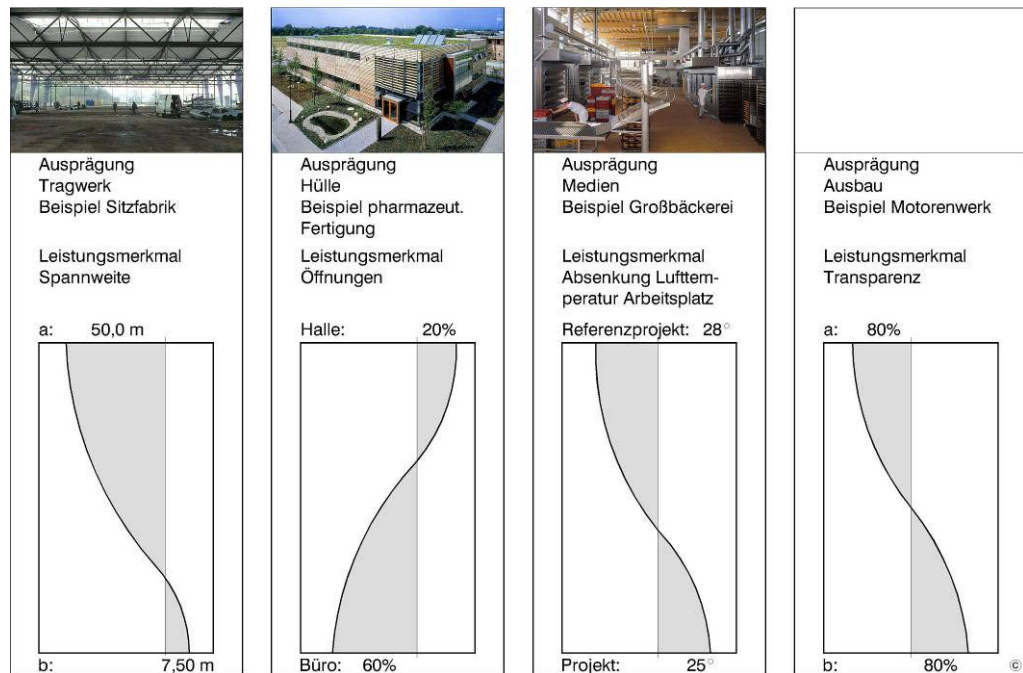 Ausprägung
Tragwerk
Beispiel Sitzfabrik
Leistungsmerkmal
Spannweite
a: 50,0 m
b: 7,50 m
Ausprägung
Hülle
Beispiel pharmazeut.
Fertigung
Leistungsmerkmal
Öffnungen
Halle: 20%
Büro: 60%
Ausprägung
Medien
Beispiel Großbäckerei
Leistungsmerkmal
Absenkung Lufttem-
peratur Arbeitsplatz
Referenzprojekt: 28°
Projekt: 25°
Ausprägung
Ausbau
Beispiel Motorenwerk
Leistungsmerkmal
Transparenz
a: 80%
b: 80%
©